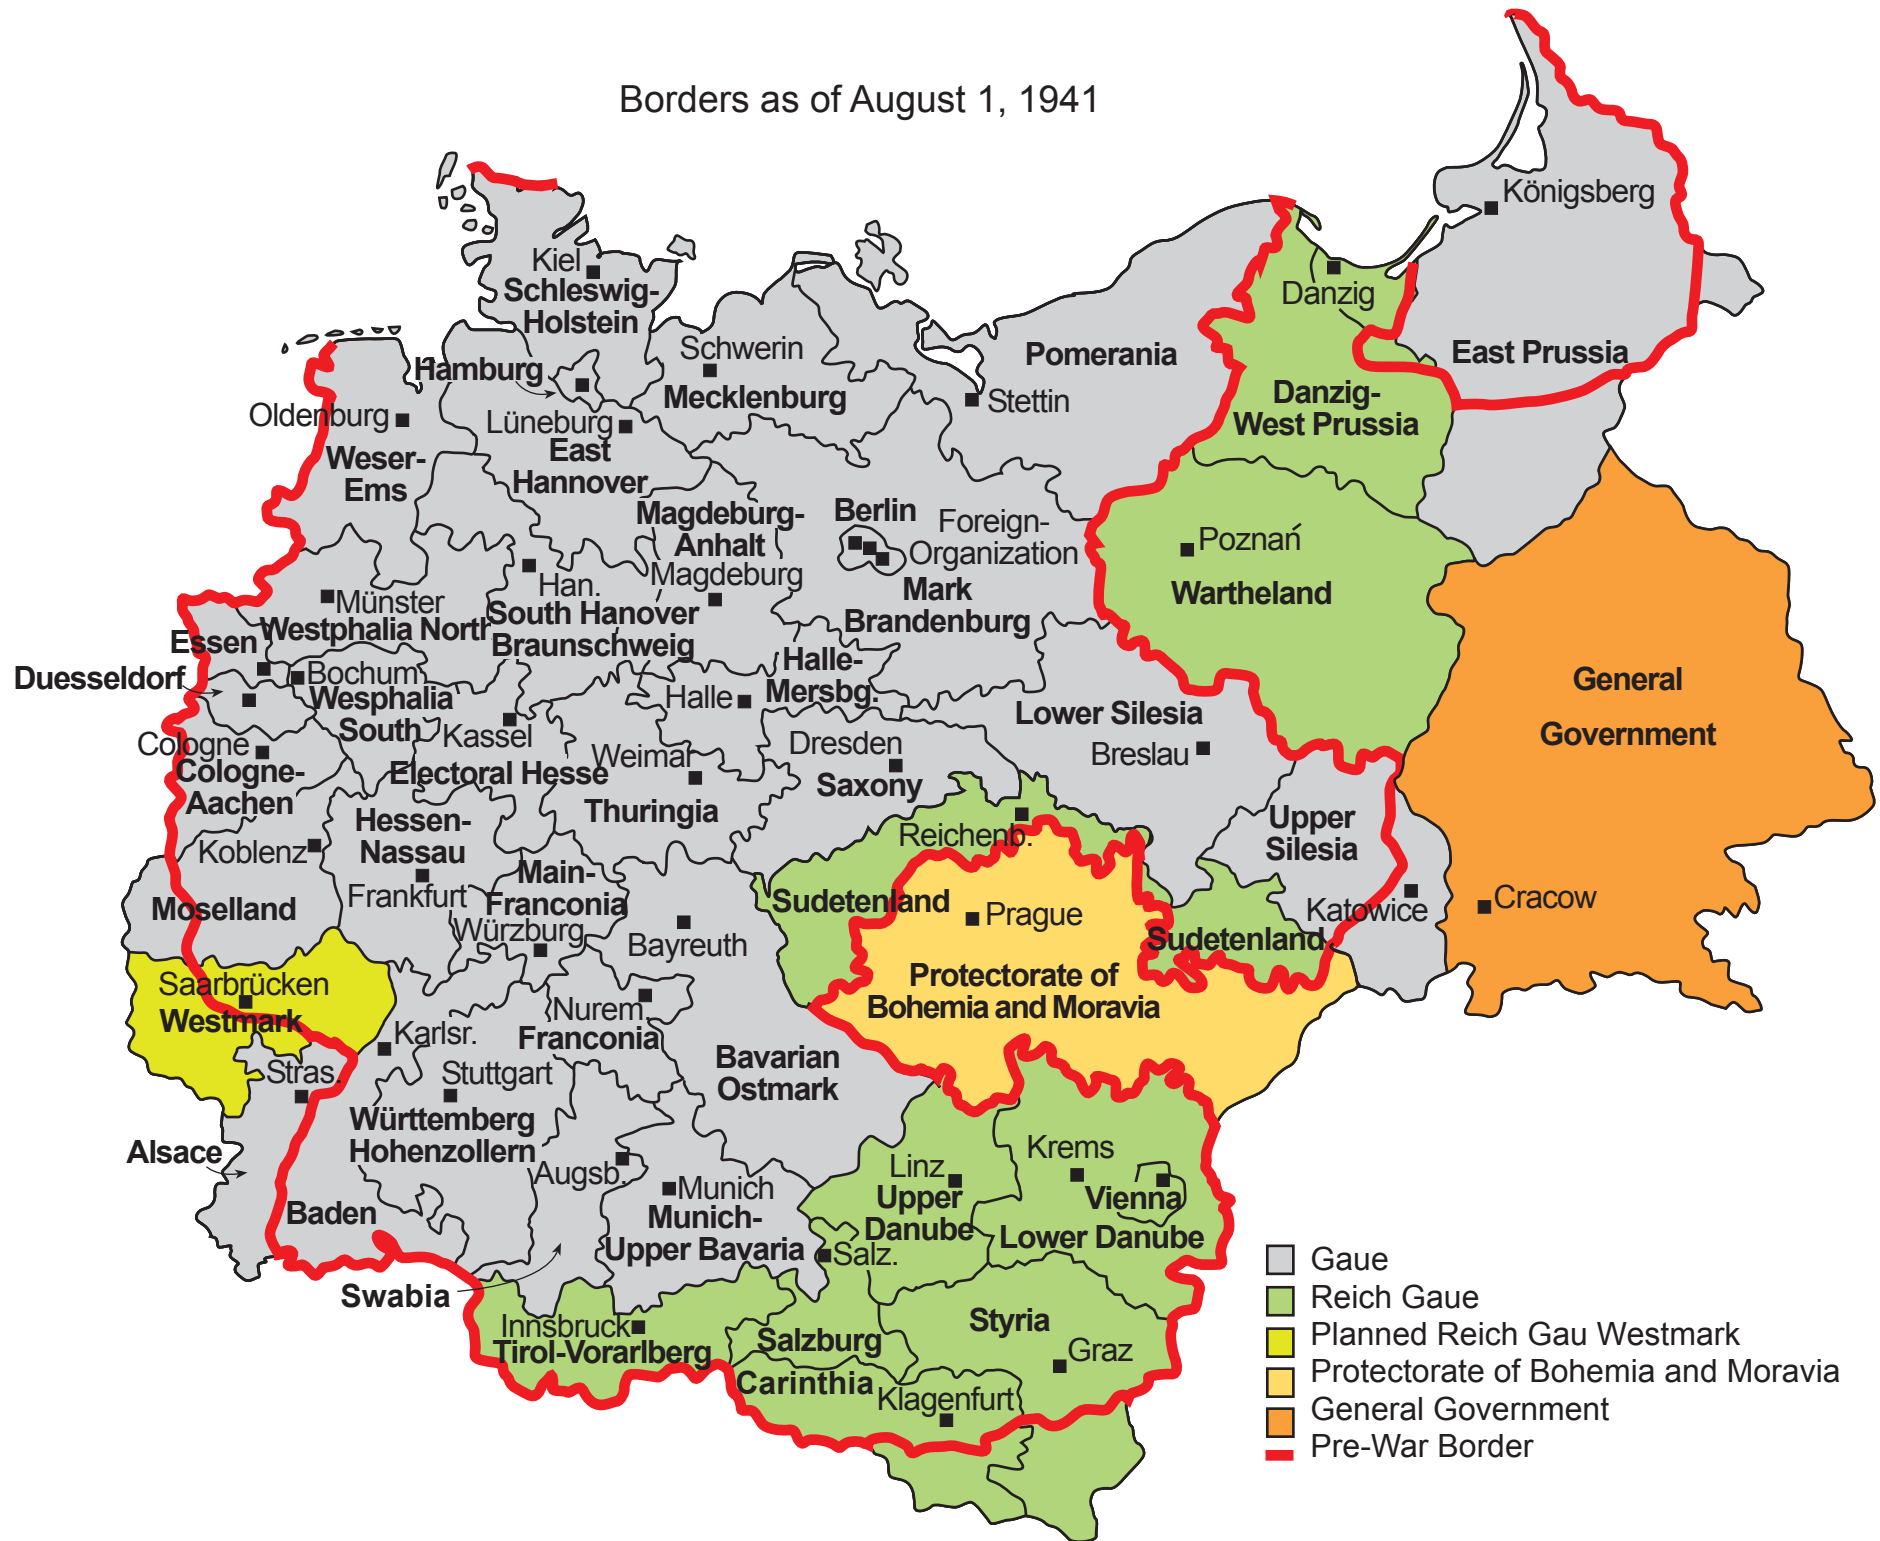 Borders as of August 1, 1941
Königsberg
Kiel
Schleswig-
Holstein
Danzig
East Prussia
Hamburg
Schwerin
Mecklenburg
Pomerania
Stettin
Danzig-
West Prussia
Oldenburg
Lüneburg
East
Hannover
Weser-
Ems
Magdeburg-
Anhalt
Magdeburg
Berlin
Foreign-
Organization
Mark
Brandenburg
Poznań
Wartheland
Han.
South Hanover
Braunschweig
Münster
Westphalia North
Essen
Duesseldorf
Bochum
Wesphalia
South
Halle-
Mersbg.
Halle
General
Government
Lower Silesia
Breslau
Cologne
Cologne-
Aachen
Kassel
Electoral Hesse
Weimar
Thuringia
Dresden
Saxony
Upper
Silesia
Katowice
Cracow
Koblenz
Hessen-
Nassau
Frankfurt
Main-
Franconia
Würzburg
Reichenb.
Sudetenland
Prague
Sudetenland
Protectorate of
Bohemia and Moravia
Moselland
Bayreuth
Saarbrücken
Westmark
Nurem.
Franconia
Karlsr.
Stras.
Stuttgart
Württemberg
Hohenzollern
Bavarian
Ostmark
Alsace
Baden
Augsb.
Munich
Munich-
Upper Bavaria
Linz
Upper
Danube
Krems
Vienna
Lower Danube
Salz.
Swabia
Innsbruck
Tirol-Vorarlberg
Salzburg
Styria
Graz
Carinthia
Klagenfurt
Gaue
Reich Gaue
Planned Reich Gau Westmark
Protectorate of Bohemia and Moravia
General Government
Pre-War Border